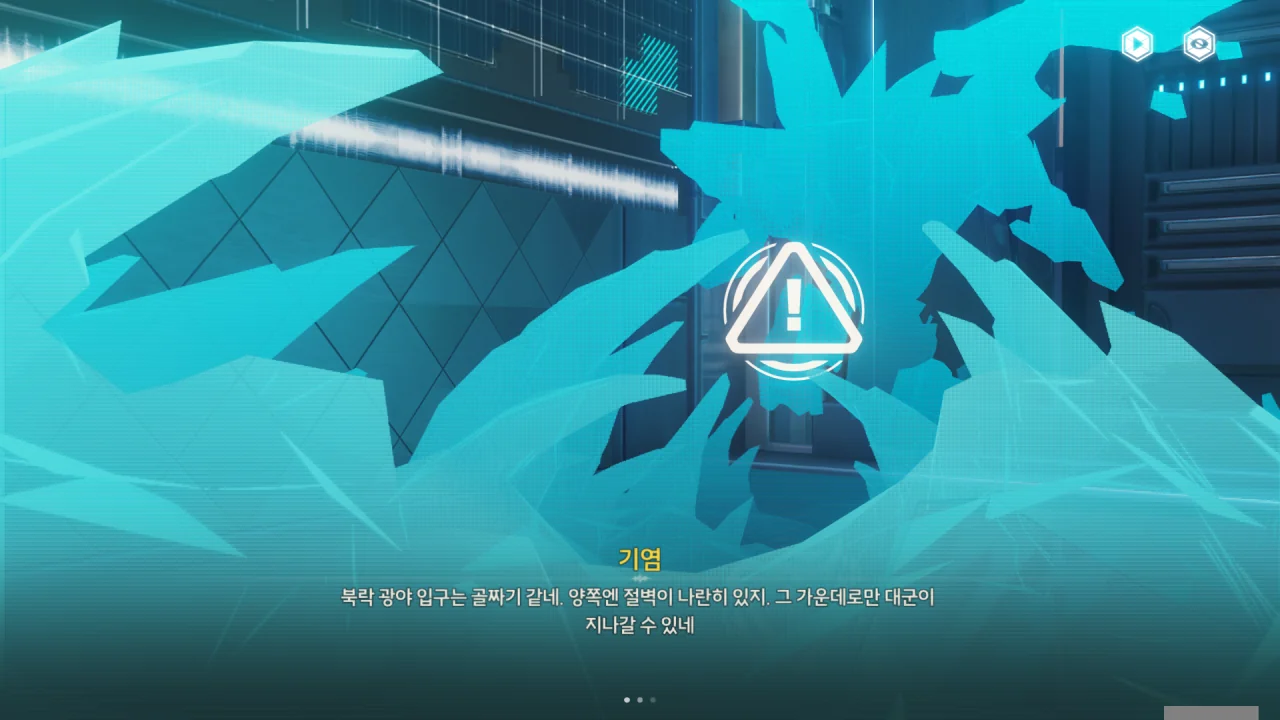 기염
북락 광야 입구는 골짜기 같네. 양쪽엔 절벽이 나란히 있지. 그 가운데로만 대군이
지나갈 수 있네